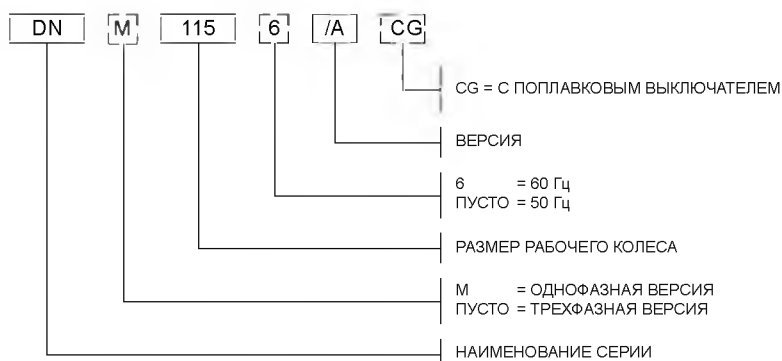 DN M 115 6 /A CG
CG = С ПОПЛАВКОВЫМ ВЫКЛЮЧАТЕЛЕМ
ВЕРСИЯ
6 = 60 Гц
ПУСТО = 50 Гц
РАЗМЕР РАБОЧЕГО КОЛЕСА
M = ОДНОФАЗНАЯ ВЕРСИЯ
ПУСТО = ТРЕХФАЗНАЯ ВЕРСИЯ
НАИМЕНОВАНИЕ СЕРИИ